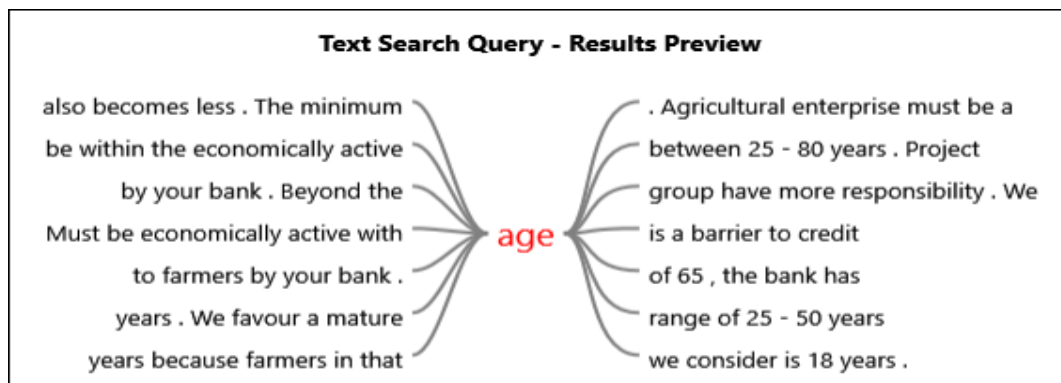 Text Search Query - Results Preview
also becomes less . The minimum
be within the economically active
by your bank . Beyond the
Must be economically active with
to farmers by your bank .
years . We favour a mature
years because farmers in that
age
. Agricultural enterprise must be a
between 25 - 80 years . Project
group have more responsibility . We
is a barrier to credit
of 65 , the bank has
range of 25 - 50 years
we consider is 18 years .